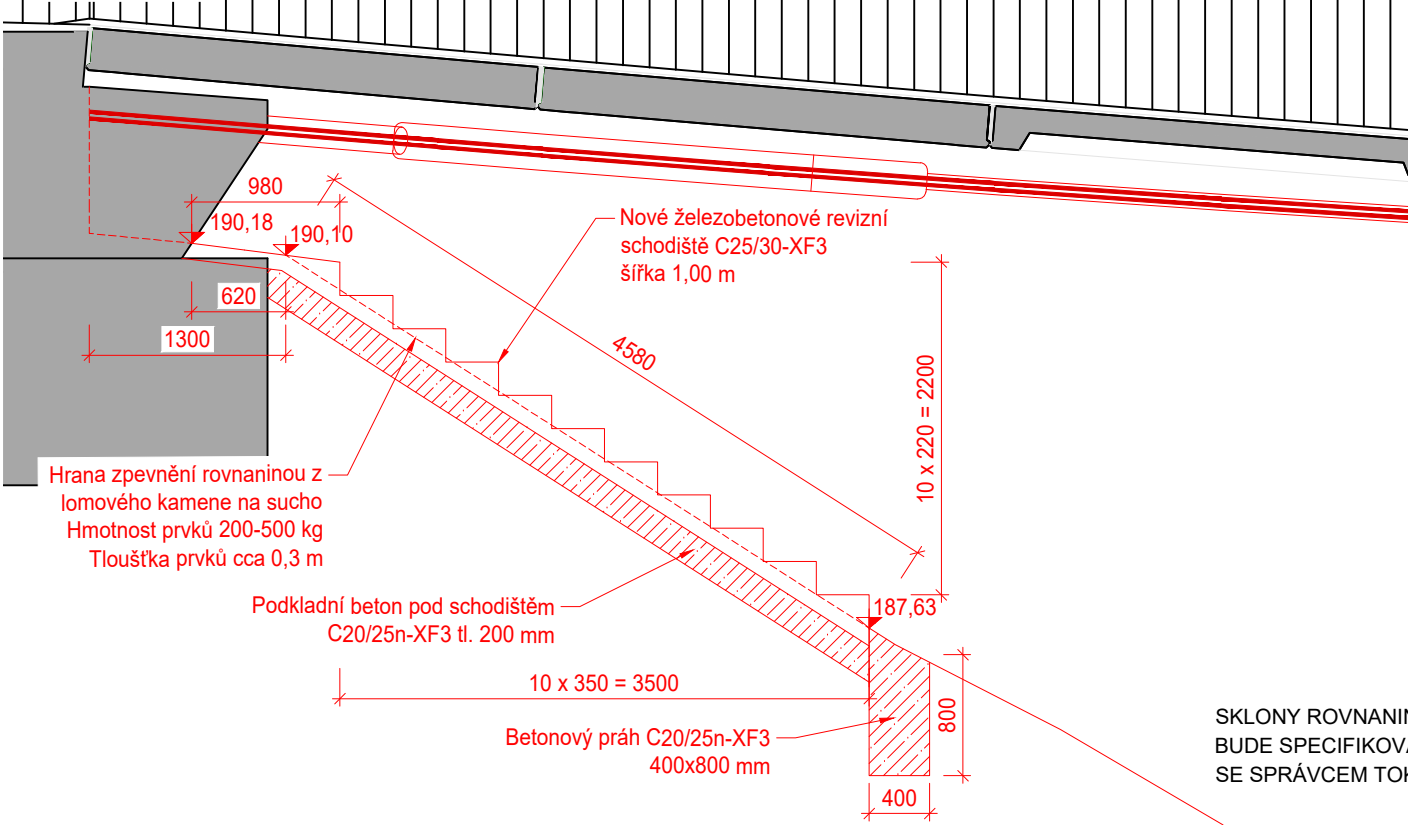 980
190,18
190,10
Nové železobetonové revizní
schodiště C25/30-XF3
šířka 1,00 m
620
1300
4580
10 x 220 = 2200
Hrana zpevnění rovnaninou z
lomového kamene na sucho
Hmotnost prvků 200-500 kg
Tloušťka prvků cca 0,3 m
Podkladní beton pod schodištěm
C20/25n-XF3 tl. 200 mm
187,63
10 x 350 = 3500
Betonový práh C20/25n-XF3
400x800 mm
800
400
SKLONY ROVNANIN
BUDE SPECIFIKOVÁ
SE SPRÁVCEM TOK